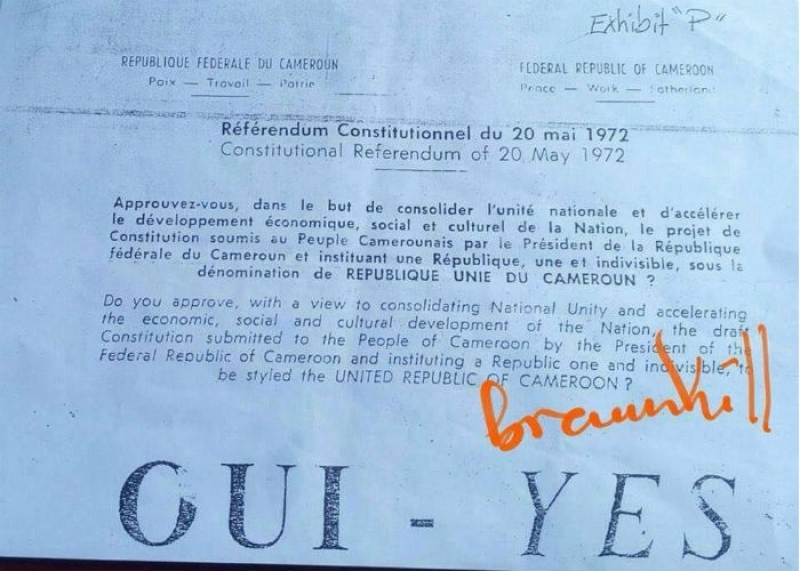 Exhibit "P"
REPUBLIQUE FEDERALE DU CAMEROUN
Paix — Travail — Patrie
FEDERAL REPUBLIC OF CAMEROON
Peace — Work — Fatherland
Référendum Constitutionnel du 20 mai 1972
Constitutional Referendum of 20 May 1972
Approuvez-vous, dans le but de consolider l'unité nationale et d'accélérer
le développement économique, social et culturel de la Nation, le projet de
Constitution soumis au Peuple Camerounais par le Président de la République
fédérale du Cameroun et instituant une République, une et indivisible, sous la
dénomination de REPUBLIQUE UNIE DU CAMEROUN ?
Do you approve, with a view to consolidating National Unity and accelerating
the economic, social and cultural development of the Nation, the draft
Constitution submitted to the People of Cameroon by the President of the
Federal Republic of Cameroon and instituting a Republic one and indivisible, to
be styled the UNITED REPUBLIC OF CAMEROON ?
OUI - YES